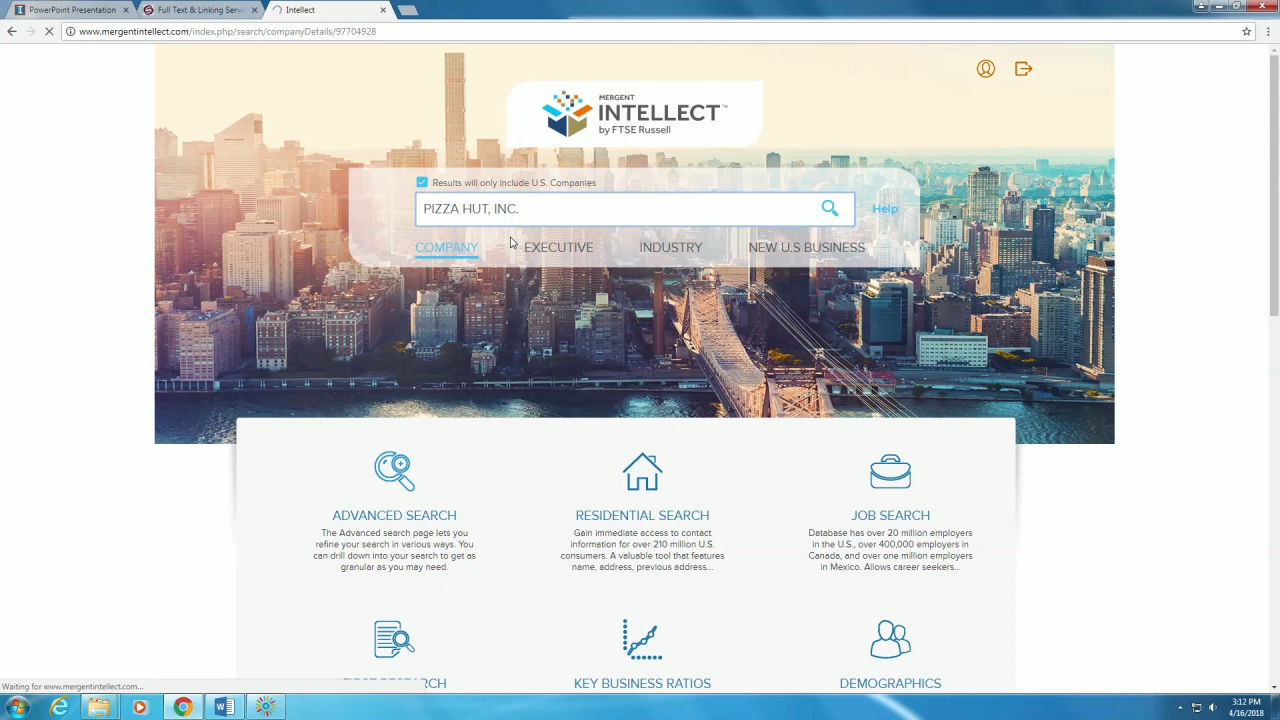 PowerPoint Presentation
Full Text & Linking Serv
Intellect
www.mergentintellect.com/index.php/search/companyDetails/97704928
MERGENT
INTELLECT™
by FTSE Russell
Results will only include U.S. Companies
PIZZA HUT, INC.
Help
COMPANY
EXECUTIVE
INDUSTRY
NEW U.S BUSINESS
ADVANCED SEARCH
The Advanced search page lets you
refine your search in various ways. You
can drill down into your search to get as
granular as you may need.
RESIDENTIAL SEARCH
Gain immediate access to contact
information for over 210 million U.S.
consumers. A valuable tool that features
name, address, previous address...
JOB SEARCH
Database has over 20 million employers
in the U.S., over 400,000 employers in
Canada, and over one million employers
in Mexico. Allows career seekers...
KEY BUSINESS RATIOS
DEMOGRAPHICS
Waiting for www.mergentintellect.com...
3:12 PM
4/16/2018